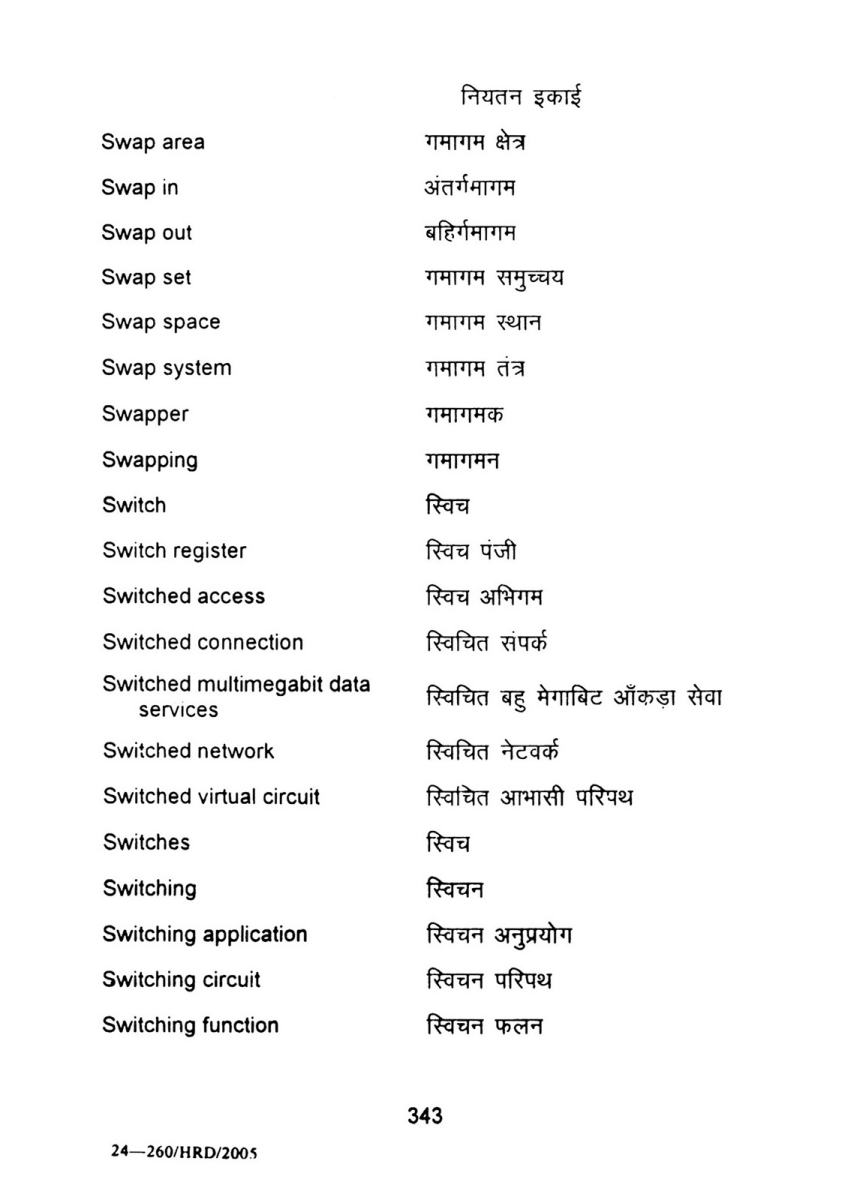 नियतन इकाई
Swap area गमागम क्षेत्र
Swap in अंतर्गमागम
Swap out बहिर्गमागम
Swap set गमागम समुच्चय
Swap space गमागम स्थान
Swap system गमागम तंत्र
Swapper गमागमक
Swapping गमागमन
Switch स्विच
Switch register स्विच पंजी
Switched access स्विच अभिगम
Switched connection स्विचित संपर्क
Switched multimegabit data
services स्विचित बहु मेगाबिट आँकड़ा सेवा
Switched network स्विचित नेटवर्क
Switched virtual circuit स्विचित आभासी परिपथ
Switches स्विच
Switching स्विचन
Switching application स्विचन अनुप्रयोग
Switching circuit स्विचन परिपथ
Switching function स्विचन फलन
343
24—260/HRD/2005